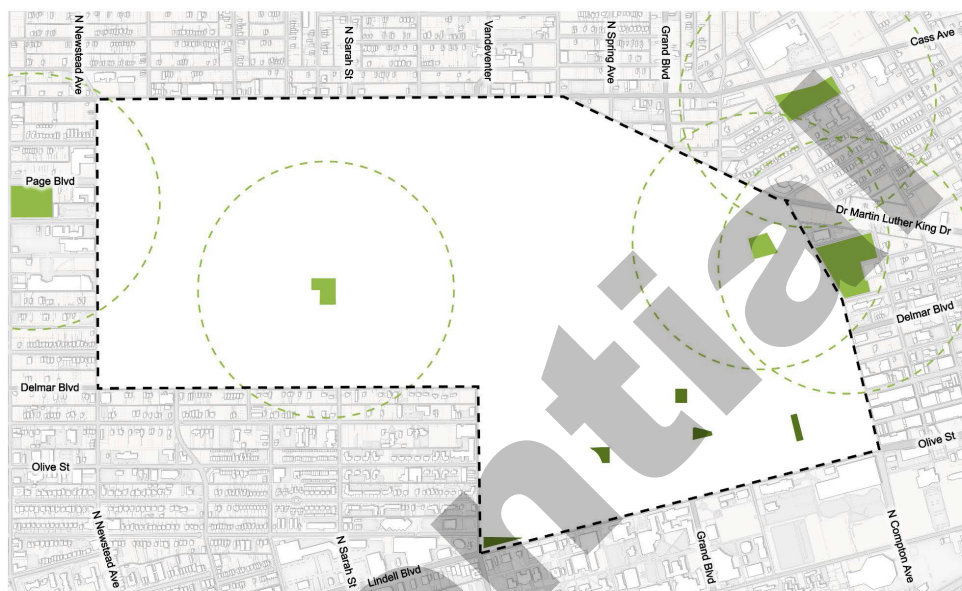 N Newstead Ave
N Sarah St
Vandeventer
N Spring Ave
Grand Blvd
Cass Ave
Page Blvd
Dr Martin Luther King Dr
Delmar Blvd
Delmar Blvd
Olive St
Olive St
N Newstead Ave
N Sarah St
Lindell Blvd
Grand Blvd
N Compton Ave
ntia